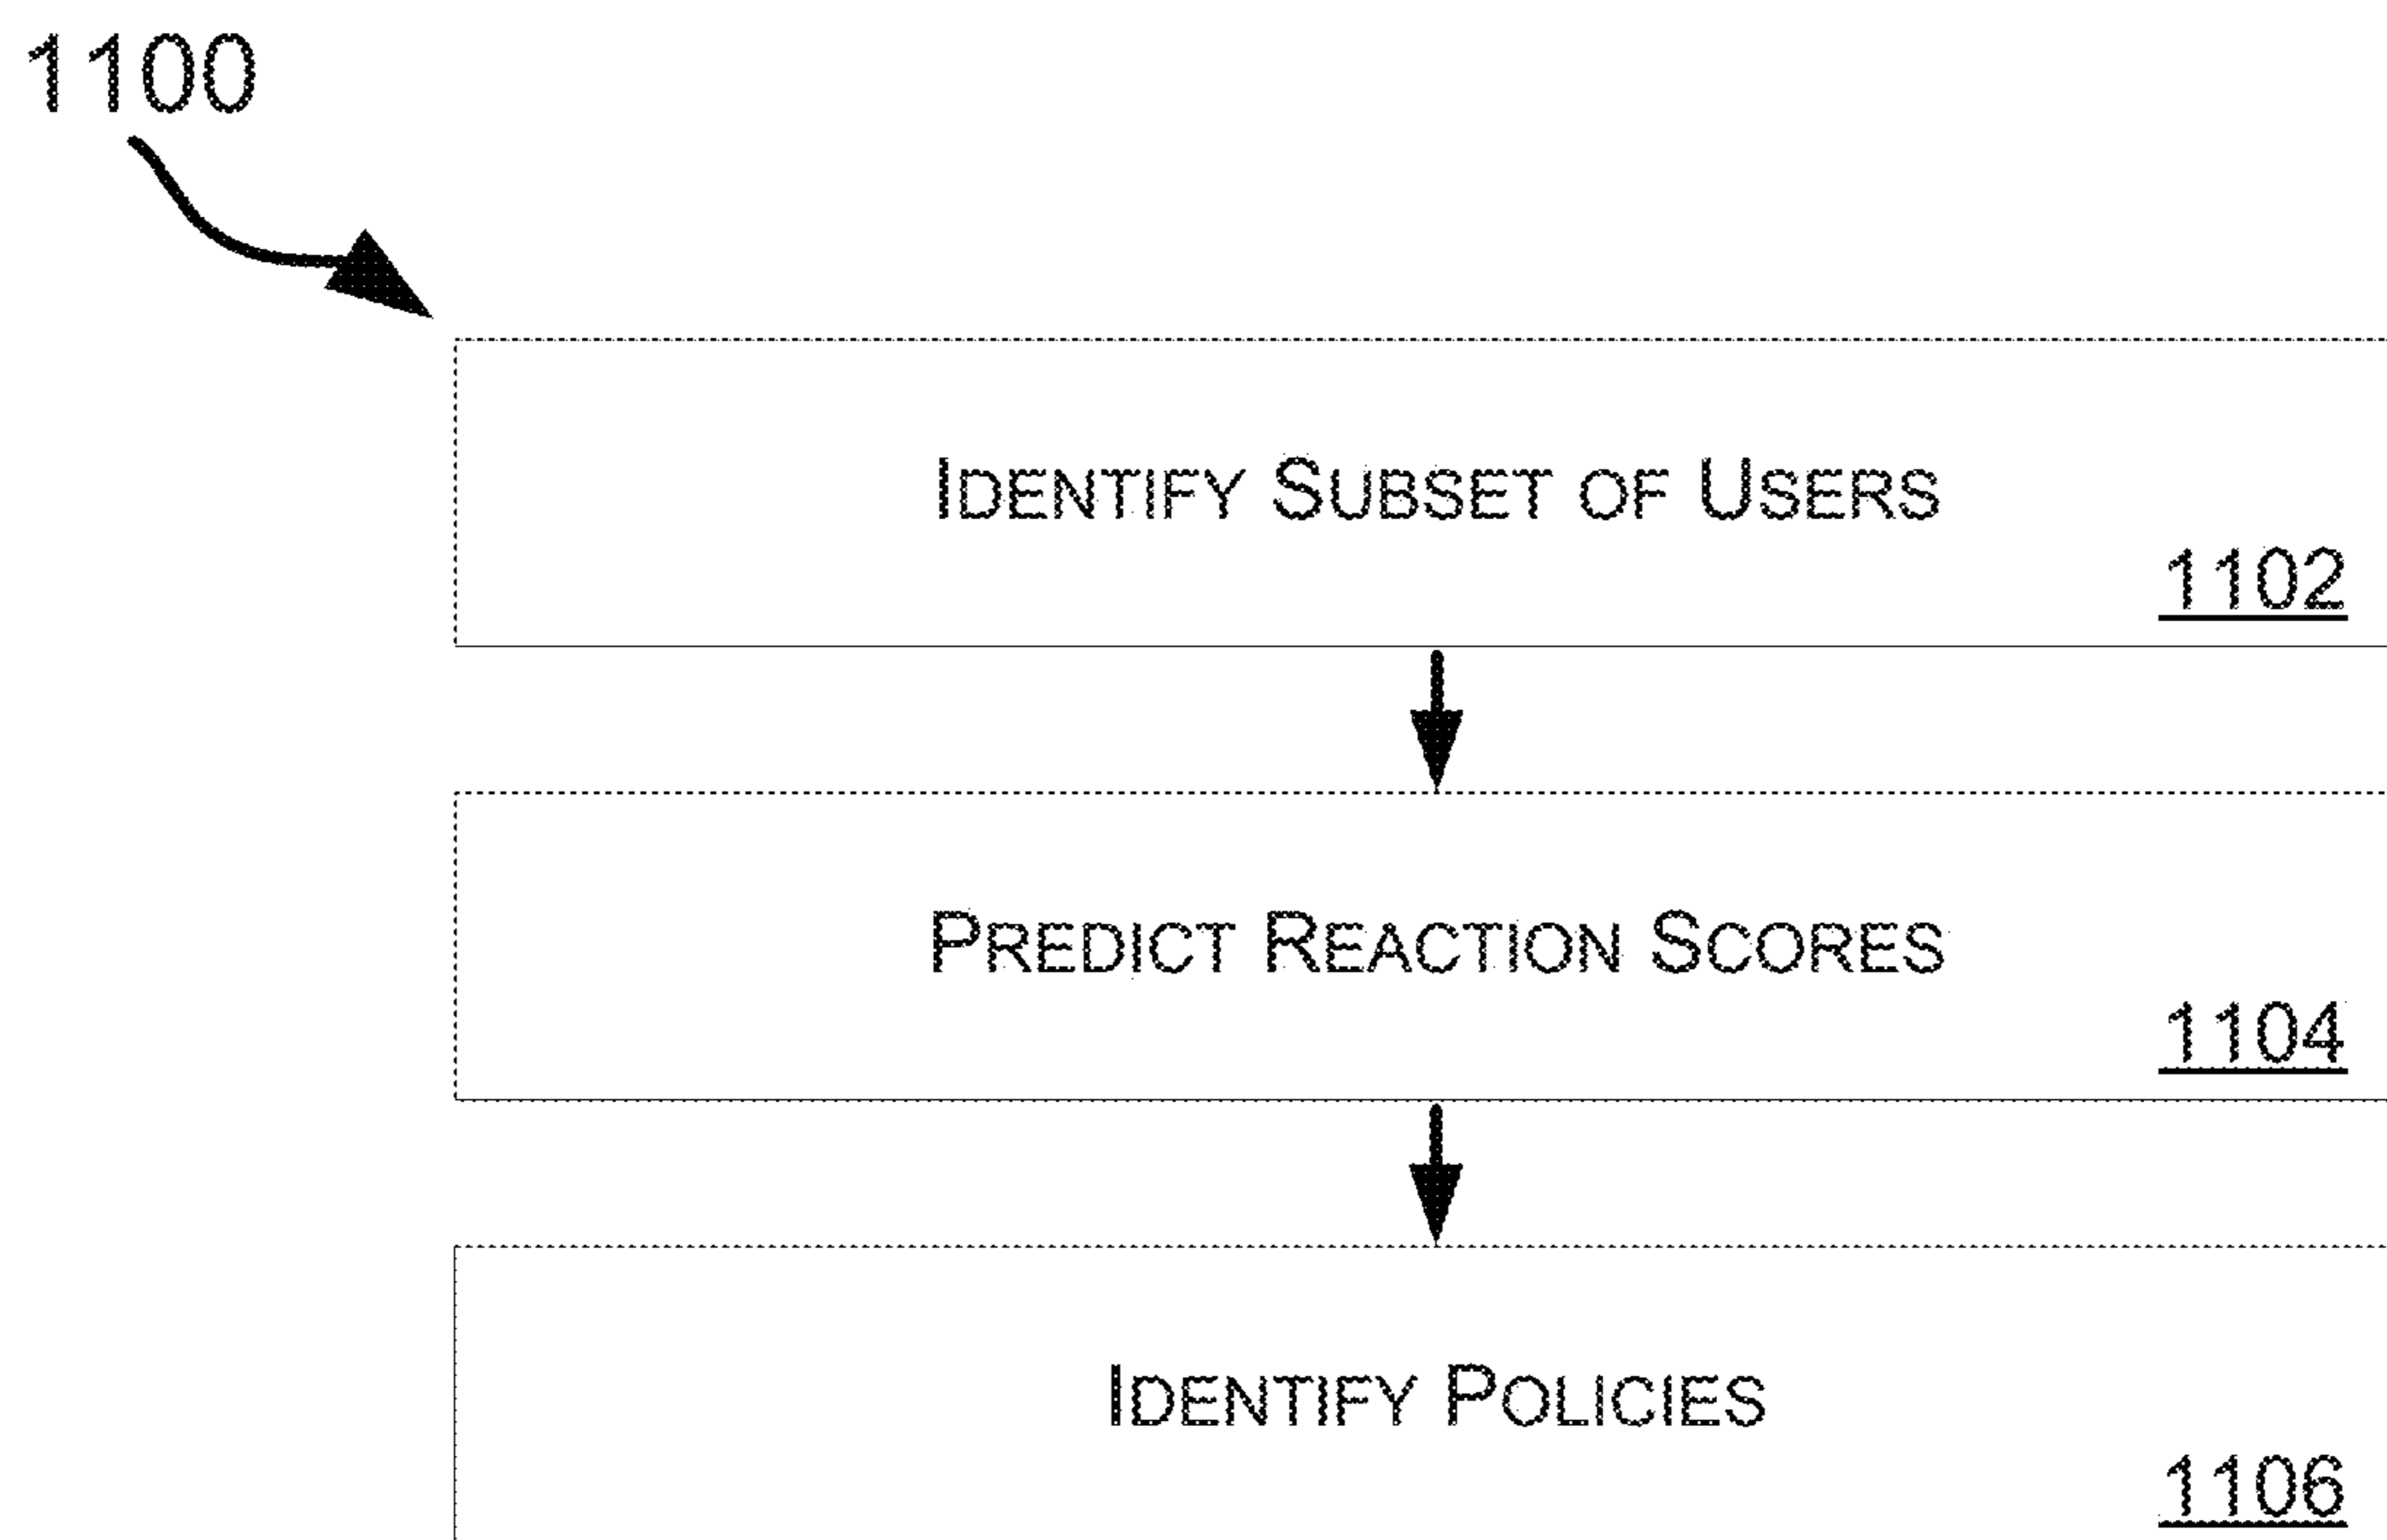 1100
IDENTIFY SUBSET OF USERS
1102
PREDICT REACTION SCORES
1104
IDENTIFY POLICIES
1106